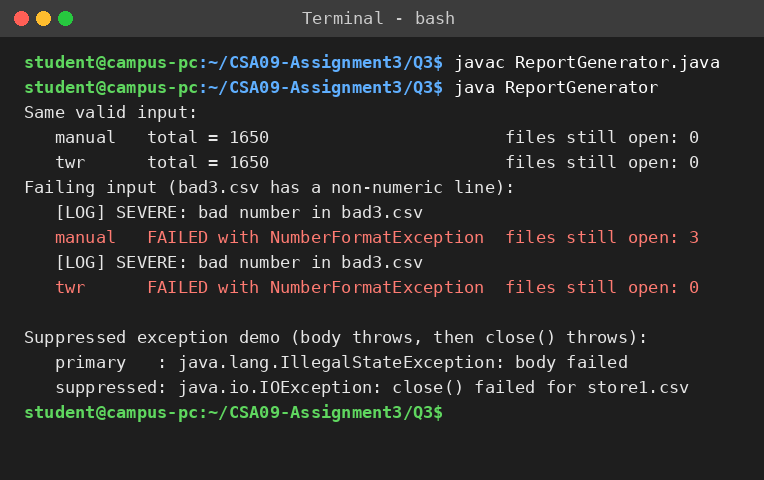 Terminal - bash
student@campus-pc:~/CSA09-Assignment3/Q3$ javac ReportGenerator.java
student@campus-pc:~/CSA09-Assignment3/Q3$ java ReportGenerator
Same valid input:
   manual   total = 1650                       files still open: 0
   twr      total = 1650                       files still open: 0
Failing input (bad3.csv has a non-numeric line):
   [LOG] SEVERE: bad number in bad3.csv
   manual   FAILED with NumberFormatException  files still open: 3
   [LOG] SEVERE: bad number in bad3.csv
   twr      FAILED with NumberFormatException  files still open: 0

Suppressed exception demo (body throws, then close() throws):
   primary   : java.lang.IllegalStateException: body failed
   suppressed: java.io.IOException: close() failed for store1.csv
student@campus-pc:~/CSA09-Assignment3/Q3$